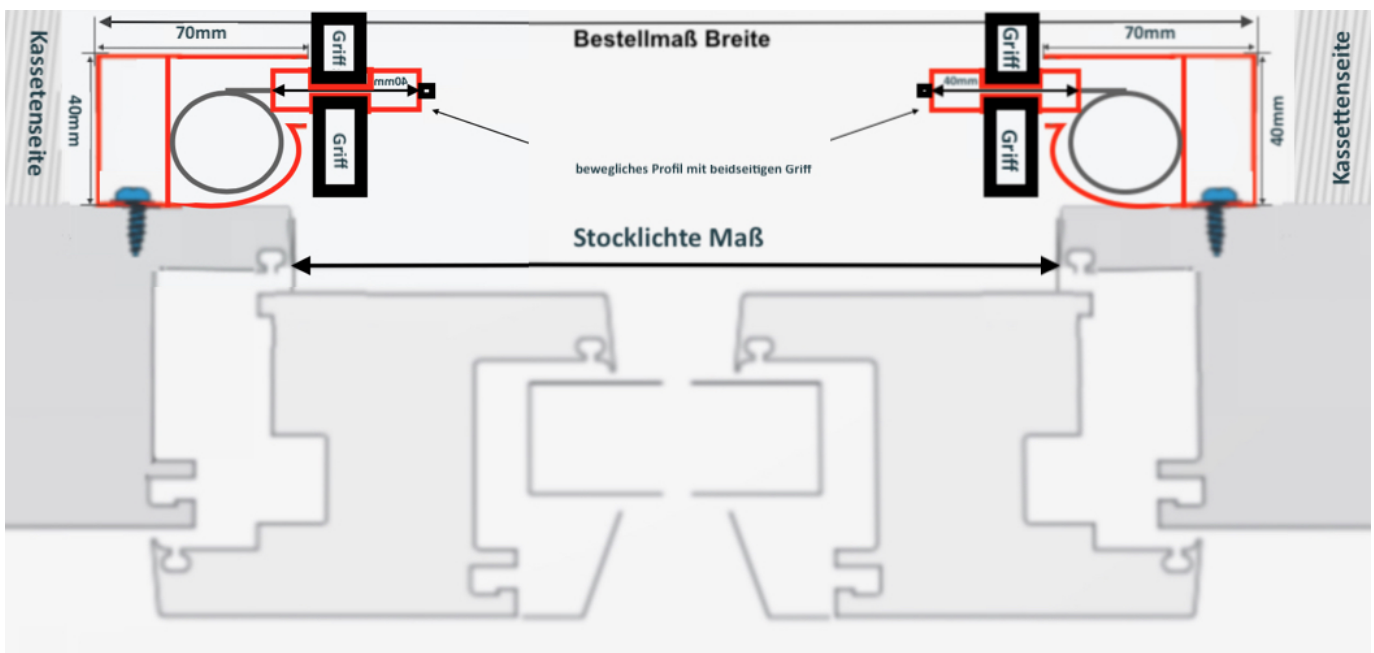 70mm
70mm
Bestellmaß Breite
Kassetenseite
Griff
Griff
Kassettenseite
40mm
40mm
40mm
40mm
Griff
Griff
bewegliches Profil mit beidseitigen Griff
Stocklichte Maß